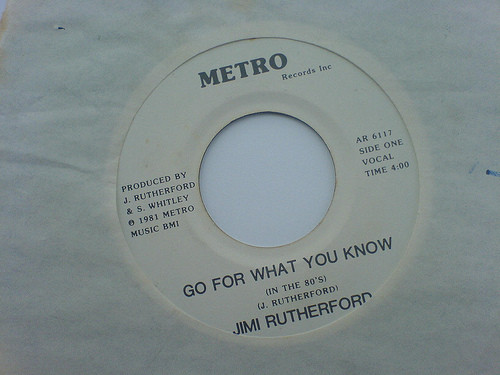 METRO
Records Inc
AR 6117
SIDE ONE
VOCAL
TIME 4:00
PRODUCED BY
J. RUTHERFORD
& S. WHITLEY
℗ 1981 METRO
MUSIC BMI
GO FOR WHAT YOU KNOW
(IN THE 80'S)
(J. RUTHERFORD)
JIMI RUTHERFORD